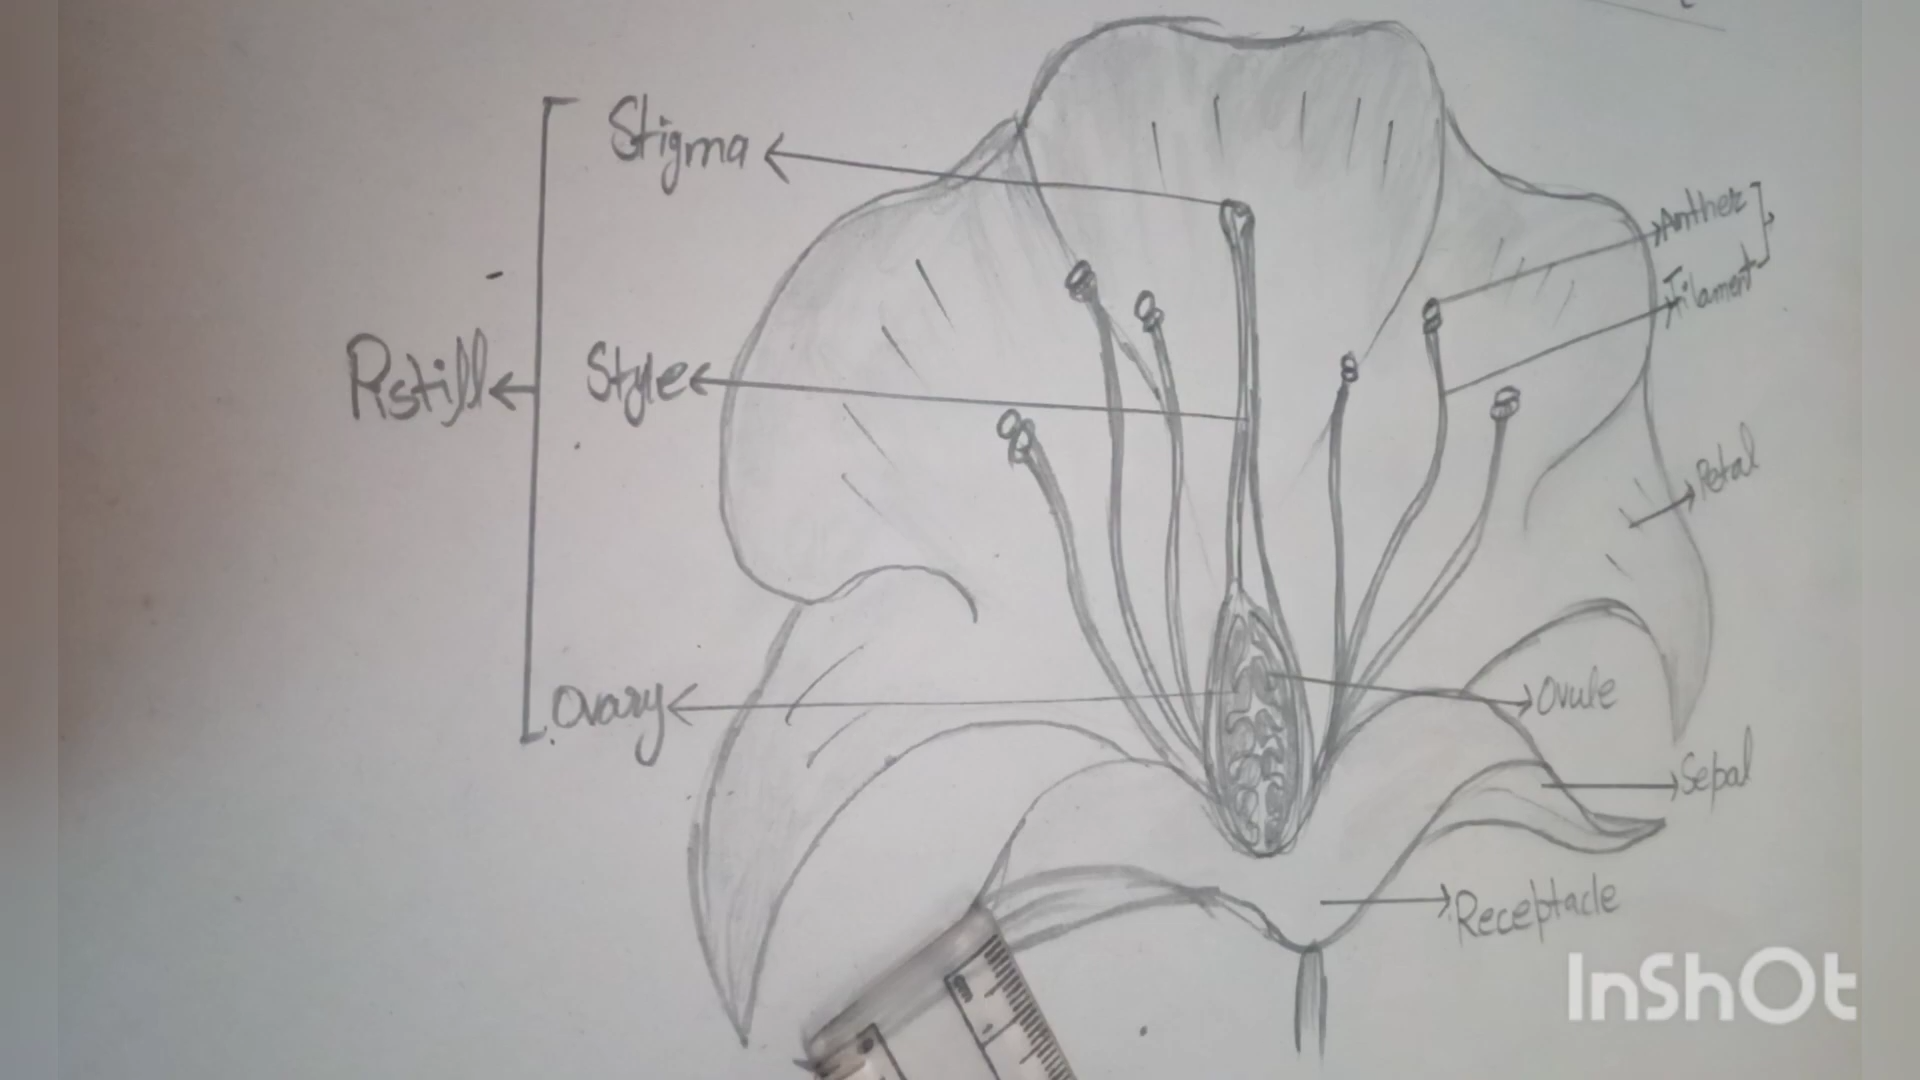 Stigma
Anther
Filament
Pistill
Style
Petal
Ovary
Ovule
Sepal
Receptacle
InShOt